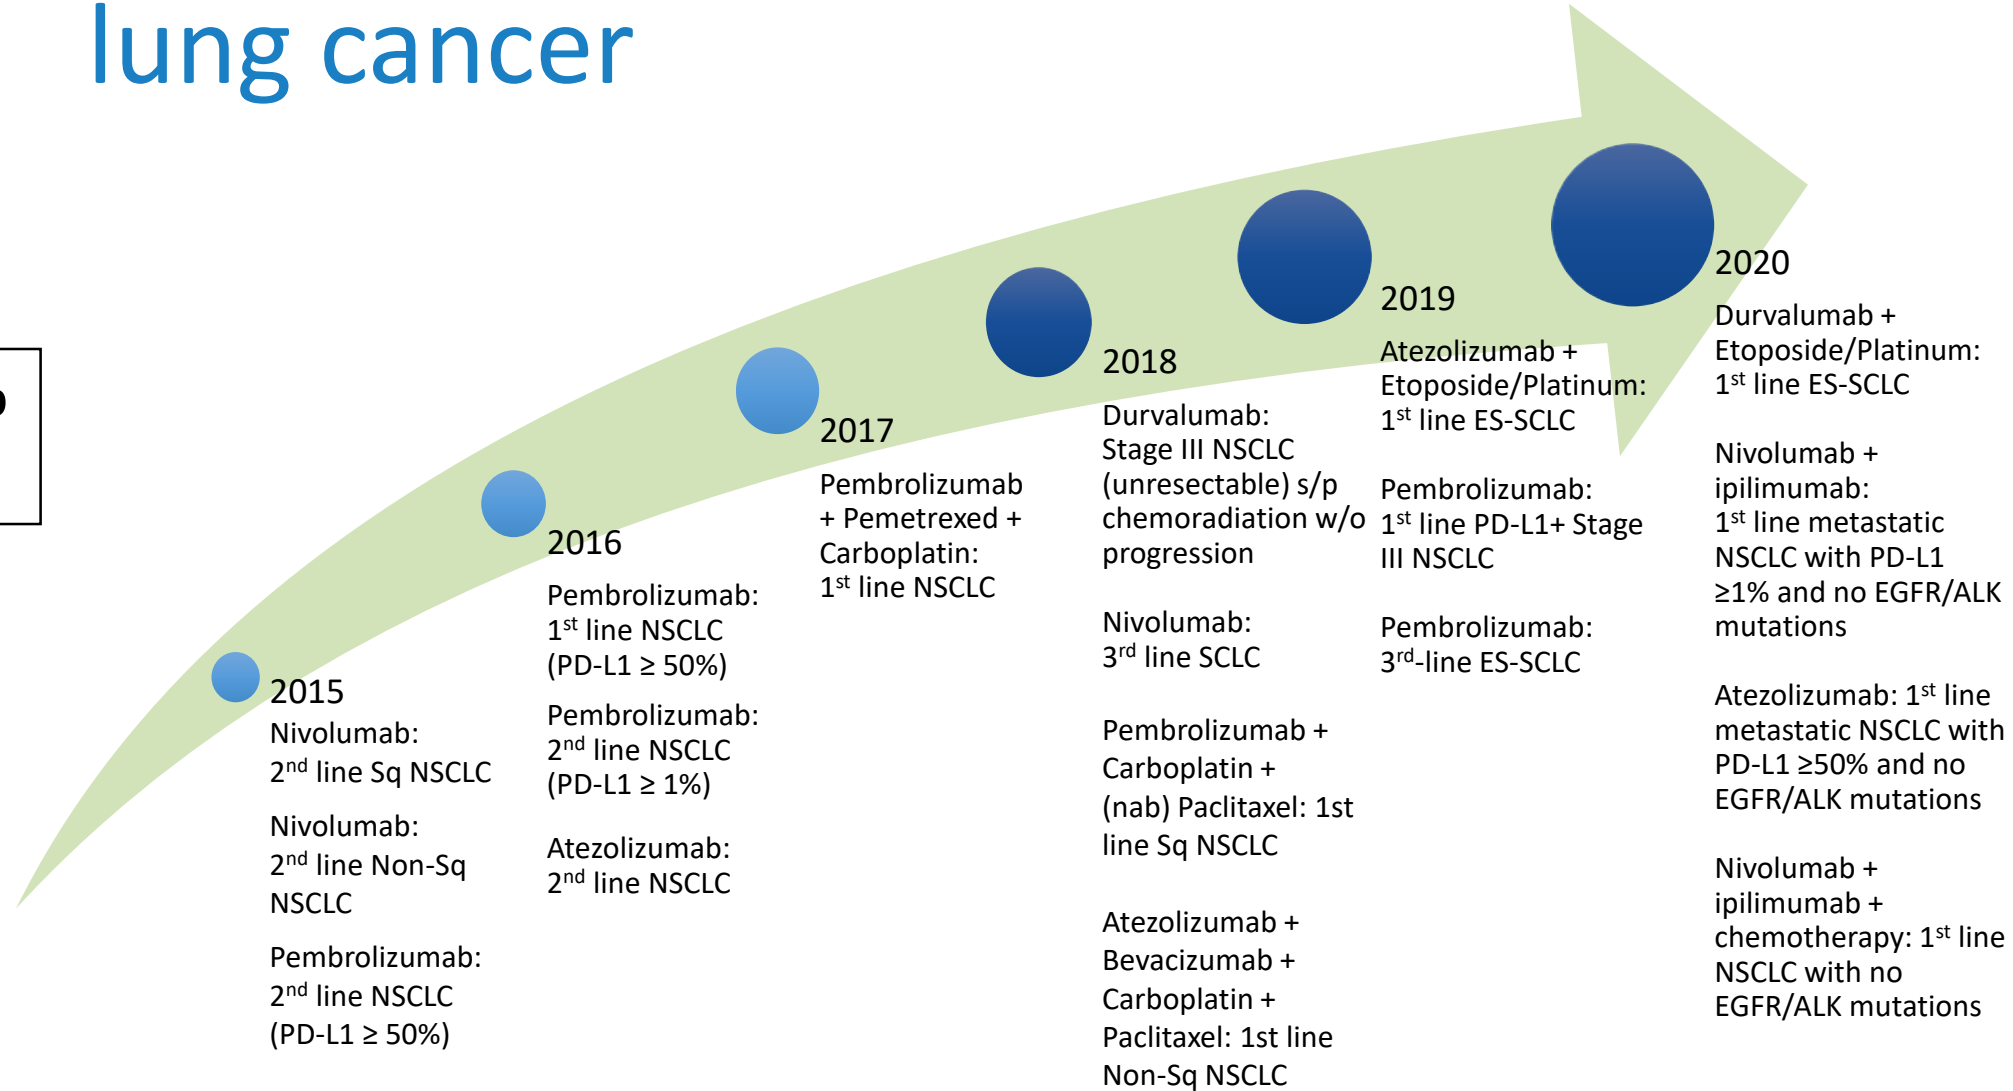 lung cancer
2015
Nivolumab:
2nd line Sq NSCLC
Nivolumab:
2nd line Non-Sq
NSCLC
Pembrolizumab:
2nd line NSCLC
(PD-L1 ≥ 50%)
2016
Pembrolizumab:
1st line NSCLC
(PD-L1 ≥ 50%)
Pembrolizumab:
2nd line NSCLC
(PD-L1 ≥ 1%)
Atezolizumab:
2nd line NSCLC
2017
Pembrolizumab
+ Pemetrexed +
Carboplatin:
1st line NSCLC
2018
Durvalumab:
Stage III NSCLC
(unresectable) s/p
chemoradiation w/o
progression
Nivolumab:
3rd line SCLC
Pembrolizumab +
Carboplatin +
(nab) Paclitaxel: 1st
line Sq NSCLC
Atezolizumab +
Bevacizumab +
Carboplatin +
Paclitaxel: 1st line
Non-Sq NSCLC
2019
Atezolizumab +
Etoposide/Platinum:
1st line ES-SCLC
Pembrolizumab:
1st line PD-L1+ Stage
III NSCLC
Pembrolizumab:
3rd-line ES-SCLC
2020
Durvalumab +
Etoposide/Platinum:
1st line ES-SCLC
Nivolumab +
ipilimumab:
1st line metastatic
NSCLC with PD-L1
≥1% and no EGFR/ALK
mutations
Atezolizumab: 1st line
metastatic NSCLC with
PD-L1 ≥50% and no
EGFR/ALK mutations
Nivolumab +
ipilimumab +
chemotherapy: 1st line
NSCLC with no
EGFR/ALK mutations